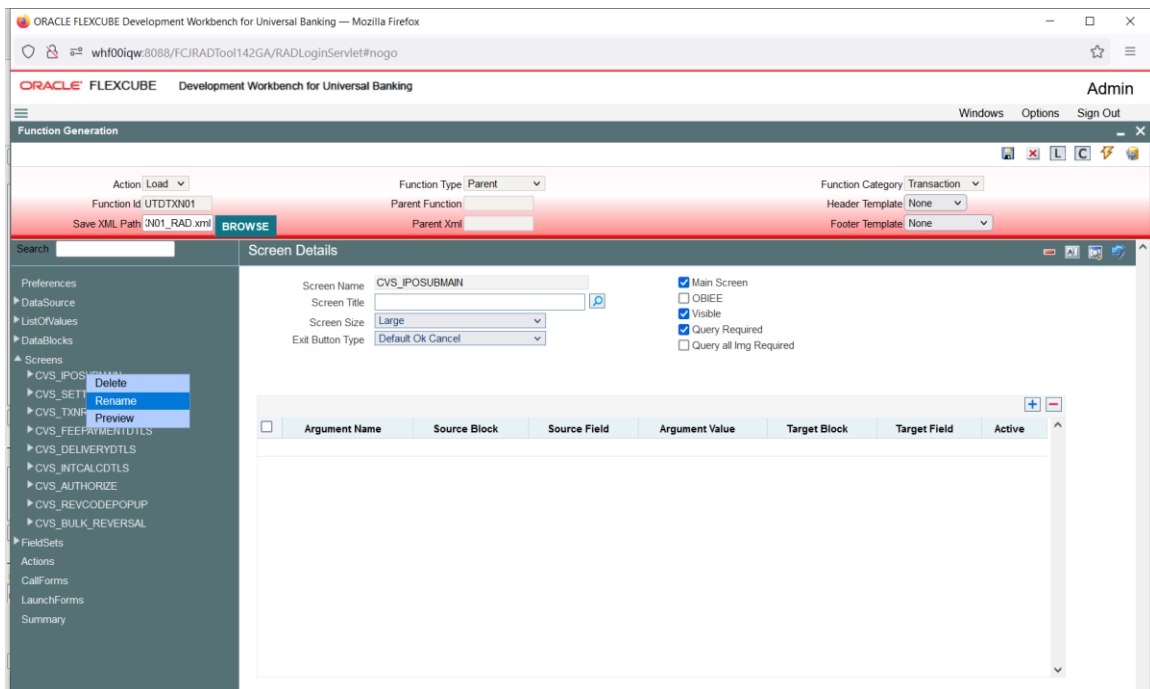 ORACLE FLEXCUBE Development Workbench for Universal Banking — Mozilla Firefox
whf00iqw:8088/FCJRADTool142GA/RADLoginServlet#nogo
ORACLE FLEXCUBE Development Workbench for Universal Banking Admin
Windows Options Sign Out
Function Generation
L C
Action Load Function Type Parent Function Category Transaction
Function Id UTDTXN01 Parent Function Header Template None
Save XML Path N01_RAD.xml BROWSE Parent Xml Footer Template None
Search Screen Details
Preferences
DataSource
ListOfValues
DataBlocks
Screens
CVS_IPOSUBMAIN
Delete
CVS_SETT
Rename
CVS_TXNR
Preview
CVS_FEEPAYMENTDTLS
CVS_DELIVERYDTLS
CVS_INTCALCDTLS
CVS_AUTHORIZE
CVS_REVCODEPOPUP
CVS_BULK_REVERSAL
FieldSets
Actions
CallForms
LaunchForms
Summary
Screen Name CVS_IPOSUBMAIN Main Screen
Screen Title OBIEE
Screen Size Large Visible
Exit Button Type Default Ok Cancel Query Required
Query all Irng Required
Argument Name Source Block Source Field Argument Value Target Block Target Field Active